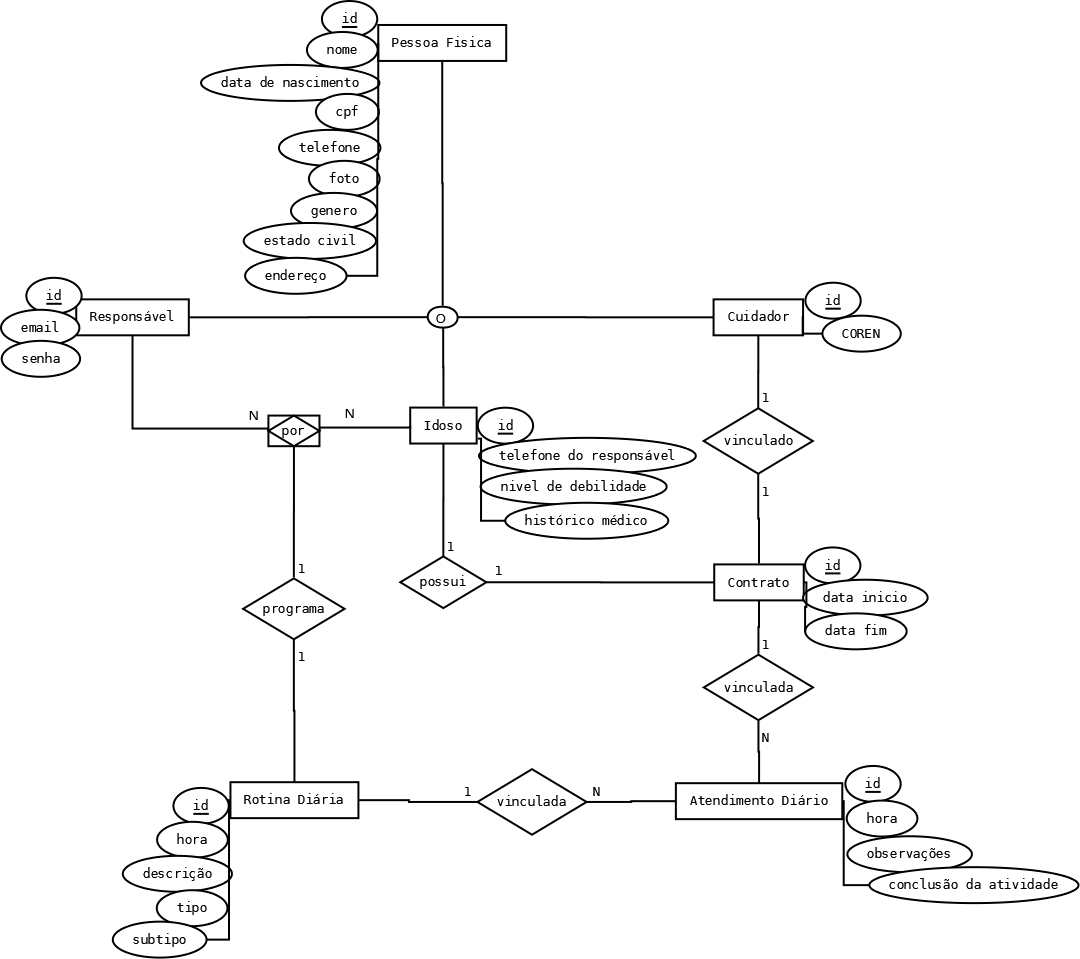 id
Pessoa Fisica
nome
data de nascimento
cpf
telefone
foto
genero
estado civil
endereço
id
Responsável
email
senha
O
Cuidador
id
COREN
N
N
por
Idoso
id
telefone do responsável
nivel de debilidade
histórico médico
1
vinculado
1
1
possui
1
Contrato
id
data inicio
data fim
1
programa
1
1
vinculada
N
Rotina Diária
id
hora
descrição
tipo
subtipo
1
vinculada
N
Atendimento Diário
id
hora
observações
conclusão da atividade